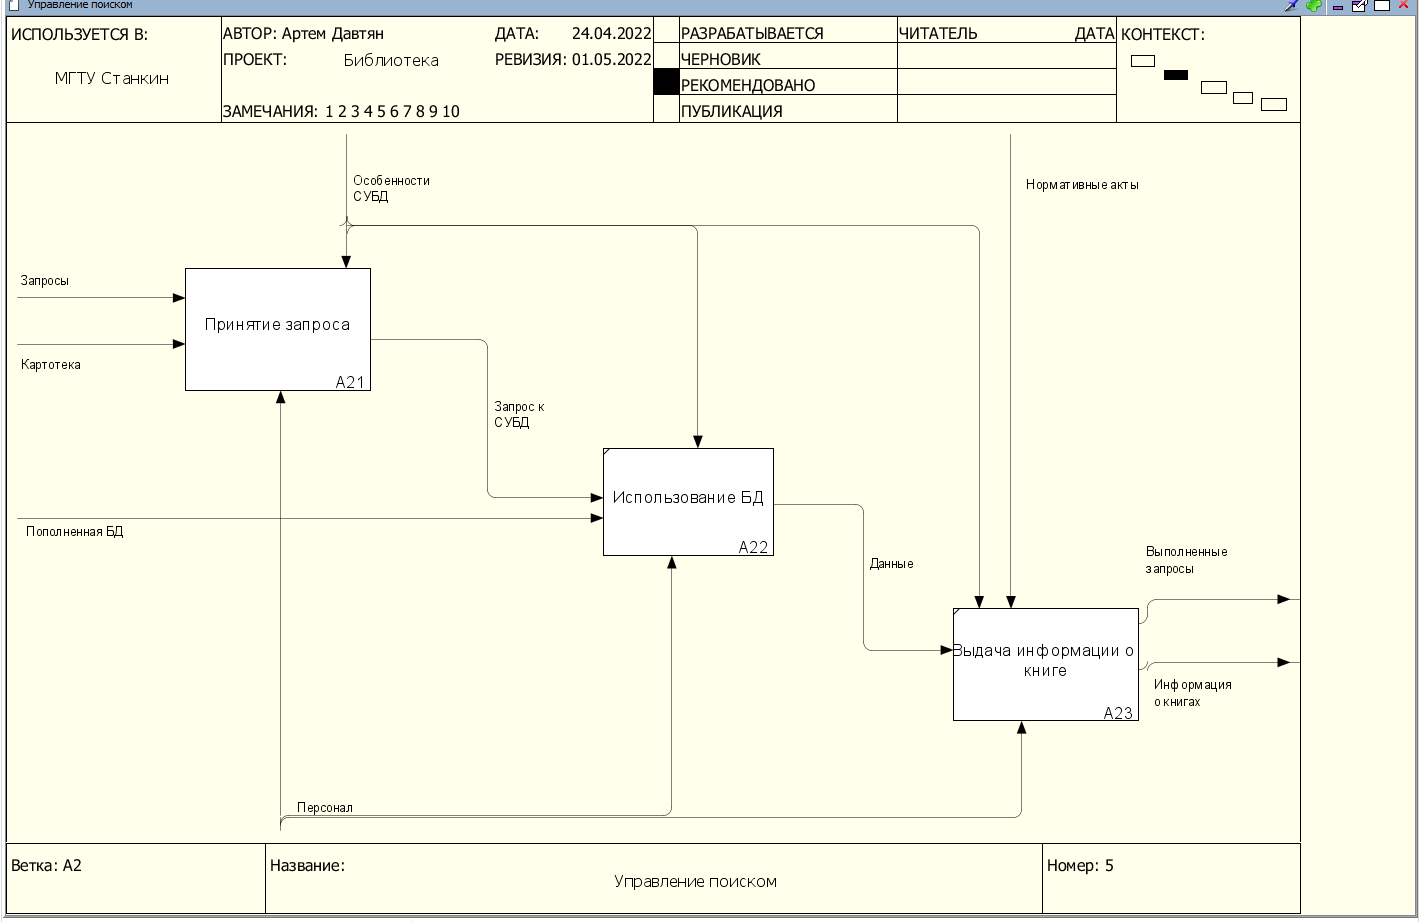 Управление поиском
ИСПОЛЬЗУЕТСЯ В:
МГТУ Станкин
АВТОР: Артем Давтян
ДАТА: 24.04.2022
ПРОЕКТ: Библиотека
РЕВИЗИЯ: 01.05.2022
ЗАМЕЧАНИЯ: 1 2 3 4 5 6 7 8 9 10
РАЗРАБАТЫВАЕТСЯ
ЧЕРНОВИК
РЕКОМЕНДОВАНО
ПУБЛИКАЦИЯ
ЧИТАТЕЛЬ ДАТА
КОНТЕКСТ:
Особенности
СУБД
Нормативные акты
Запросы
Картотека
Принятие запроса
A21
Запрос к
СУБД
Использование БД
A22
Пополненная БД
Данные
Выполненные
запросы
Выдача информации о
книге
A23
Информация
о книгах
Персонал
Ветка: A2
Название:
Управление поиском
Номер: 5